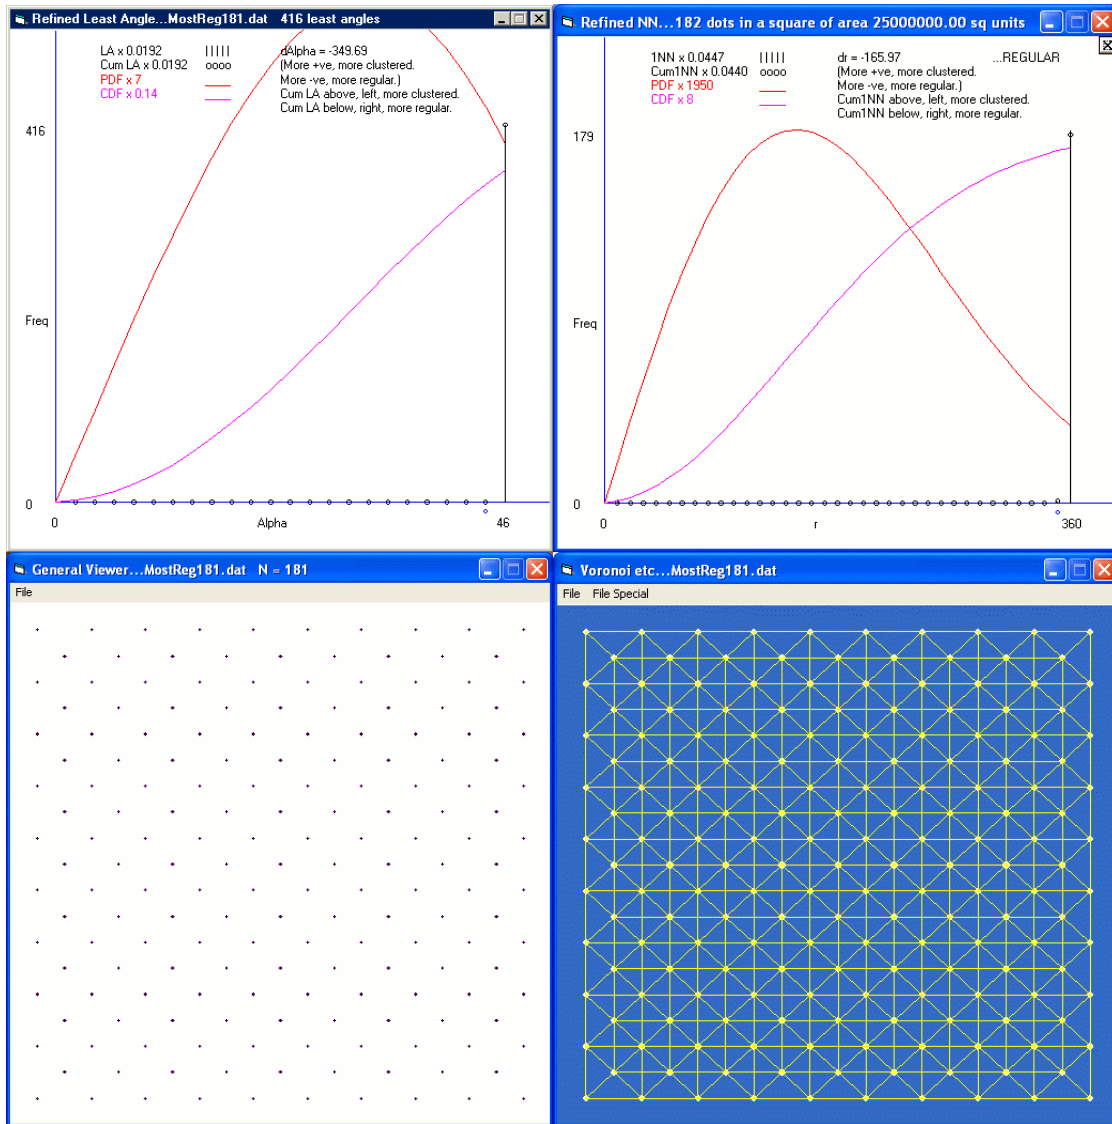 Refined Least Angle...MostReg181.dat 416 least angles
LA x 0.0192 | | | | | dAlpha = -349.69
Cum LA x 0.0192 oooo (More +ve, more clustered.
PDF x 7 More -ve, more regular.)
CDF x 0.14 Cum LA above, left, more clustered.
Cum LA below, right, more regular.
416
Freq
0
0 Alpha 46
Refined NN...182 dots in a square of area 25000000.00 sq units
1NN x 0.0447 | | | | | dr = -165.97 ...REGULAR
Cum1NN x 0.0440 oooo (More +ve, more clustered.
PDF x 1950 More -ve, more regular.)
CDF x 8 Cum1NN above, left, more clustered.
Cum1NN below, right, more regular.
179
Freq
0
0 r 360
General Viewer...MostReg181.dat N = 181
File
Voronoi etc...MostReg181.dat
File File Special